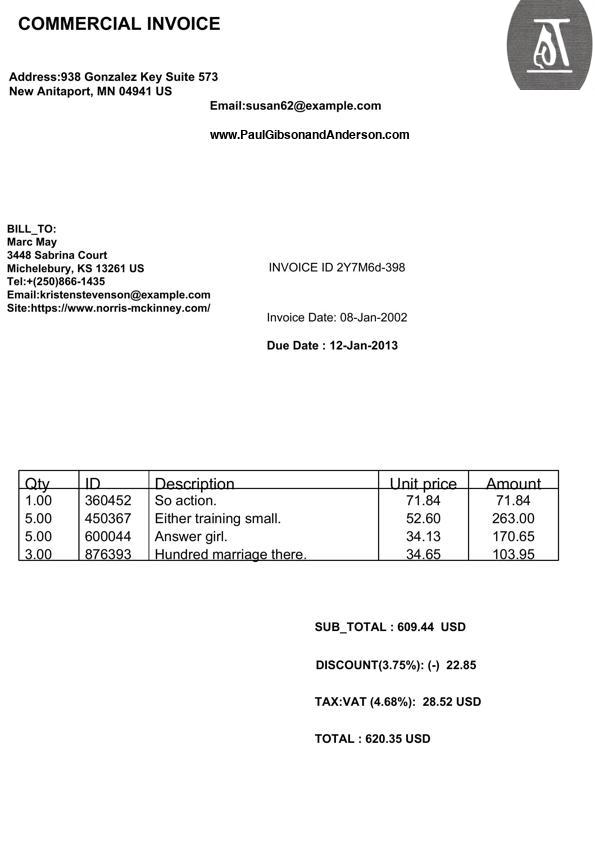 COMMERCIAL INVOICE
Address:938 Gonzalez Key Suite 573
New Anitaport, MN 04941 US
Email:susan62@example.com
www.PaulGibsonandAnderson.com
BILL_TO:
Marc May
3448 Sabrina Court
Michelebury, KS 13261 US
Tel:+(250)866-1435
Email:kristenstevenson@example.com
Site:https://www.norris-mckinney.com/
INVOICE ID 2Y7M6d-398
Invoice Date: 08-Jan-2002
Due Date : 12-Jan-2013
Qty ID Description Unit price Amount
1.00 360452 So action. 71.84 71.84
5.00 450367 Either training small. 52.60 263.00
5.00 600044 Answer girl. 34.13 170.65
3.00 876393 Hundred marriage there. 34.65 103.95
SUB_TOTAL : 609.44 USD
DISCOUNT(3.75%): (-) 22.85
TAX:VAT (4.68%): 28.52 USD
TOTAL : 620.35 USD